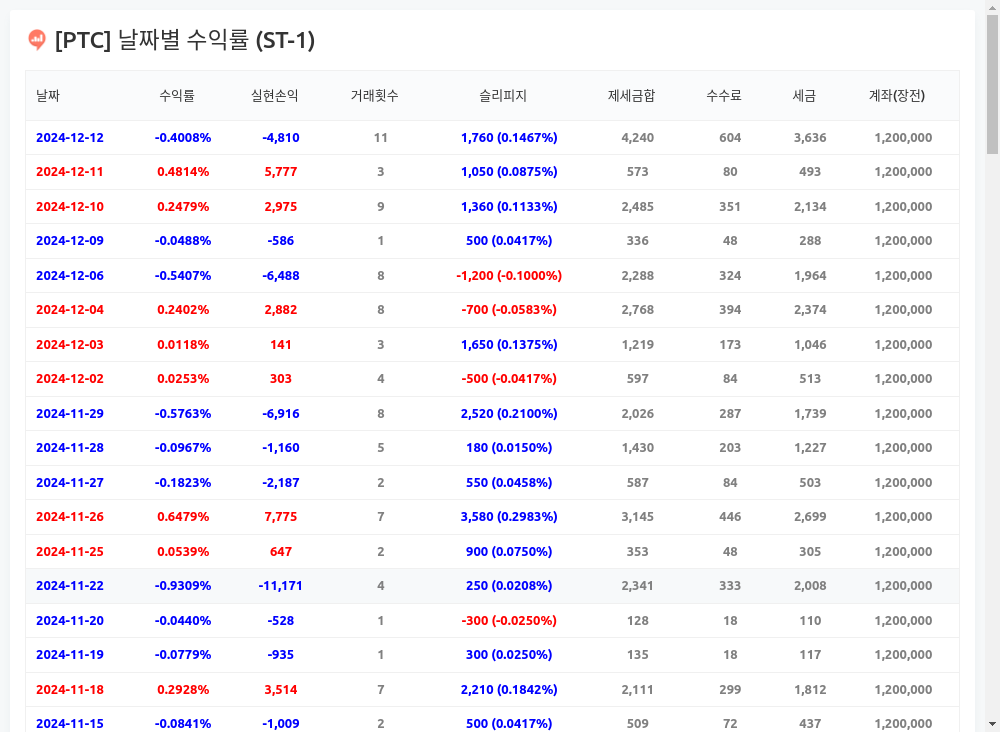 [PTC] 날짜별 수익률 (ST-1)
날짜 수익률 실현손익 거래횟수 슬리피지 제세금합 수수료 세금 계좌(장전)
2024-12-12 -0.4008% -4,810 11 1,760 (0.1467%) 4,240 604 3,636 1,200,000
2024-12-11 0.4814% 5,777 3 1,050 (0.0875%) 573 80 493 1,200,000
2024-12-10 0.2479% 2,975 9 1,360 (0.1133%) 2,485 351 2,134 1,200,000
2024-12-09 -0.0488% -586 1 500 (0.0417%) 336 48 288 1,200,000
2024-12-06 -0.5407% -6,488 8 -1,200 (-0.1000%) 2,288 324 1,964 1,200,000
2024-12-04 0.2402% 2,882 8 -700 (-0.0583%) 2,768 394 2,374 1,200,000
2024-12-03 0.0118% 141 3 1,650 (0.1375%) 1,219 173 1,046 1,200,000
2024-12-02 0.0253% 303 4 -500 (-0.0417%) 597 84 513 1,200,000
2024-11-29 -0.5763% -6,916 8 2,520 (0.2100%) 2,026 287 1,739 1,200,000
2024-11-28 -0.0967% -1,160 5 180 (0.0150%) 1,430 203 1,227 1,200,000
2024-11-27 -0.1823% -2,187 2 550 (0.0458%) 587 84 503 1,200,000
2024-11-26 0.6479% 7,775 7 3,580 (0.2983%) 3,145 446 2,699 1,200,000
2024-11-25 0.0539% 647 2 900 (0.0750%) 353 48 305 1,200,000
2024-11-22 -0.9309% -11,171 4 250 (0.0208%) 2,341 333 2,008 1,200,000
2024-11-20 -0.0440% -528 1 -300 (-0.0250%) 128 18 110 1,200,000
2024-11-19 -0.0779% -935 1 300 (0.0250%) 135 18 117 1,200,000
2024-11-18 0.2928% 3,514 7 2,210 (0.1842%) 2,111 299 1,812 1,200,000
2024-11-15 -0.0841% -1,009 2 500 (0.0417%) 509 72 437 1,200,000